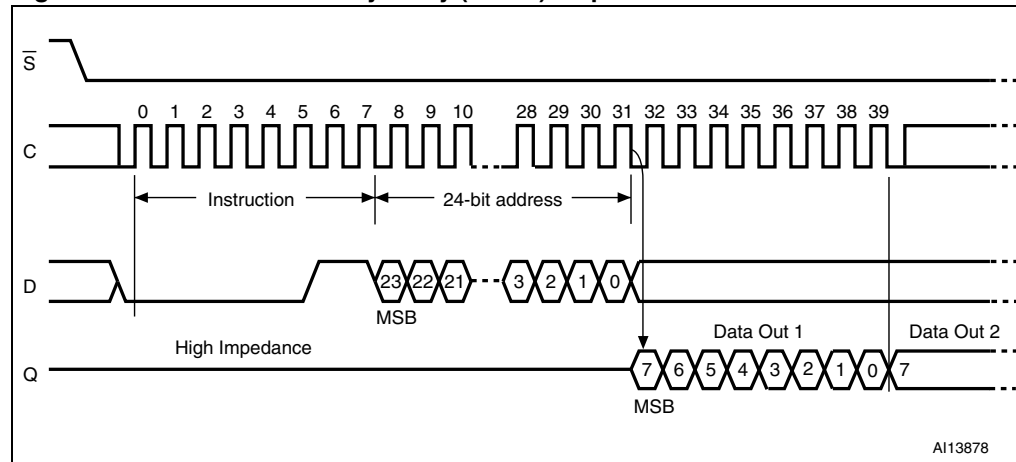 S
0 1 2 3 4 5 6 7 8 9 10 28 29 30 31 32 33 34 35 36 37 38 39
C
Instruction 24-bit address
D
23 22 21 3 2 1 0
MSB
High Impedance Data Out 1 Data Out 2
Q
7 6 5 4 3 2 1 0 7
MSB
AI13878